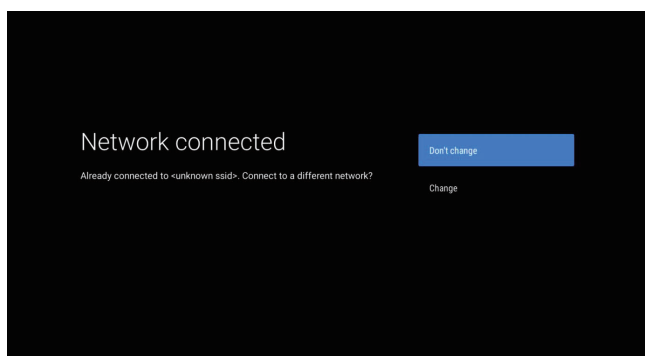 Network connected
Already connected to <unknown ssid>. Connect to a different network?
Don't change
Change